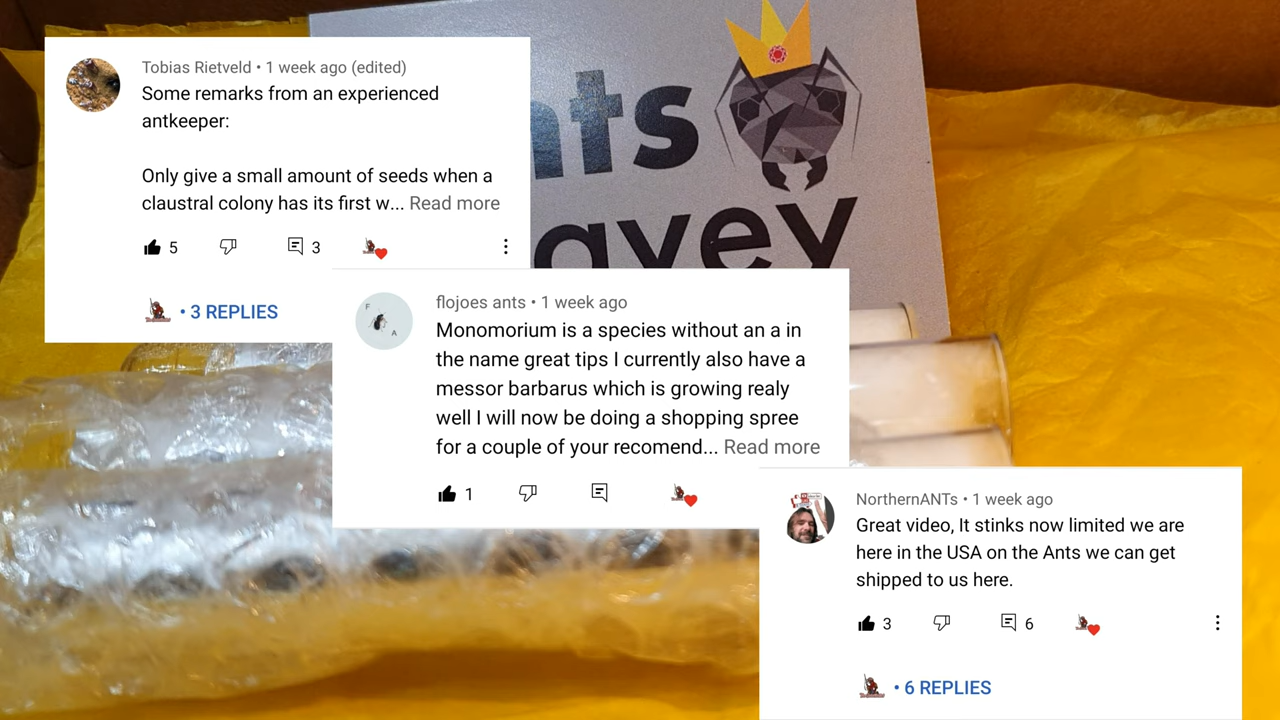 nts
avey
Tobias Rietveld • 1 week ago (edited)
Some remarks from an experienced
antkeeper:
Only give a small amount of seeds when a
claustral colony has its first w... Read more
5
3
• 3 REPLIES
flojoes ants • 1 week ago
F
A
Monomorium is a species without an a in
the name great tips I currently also have a
messor barbarus which is growing realy
well I will now be doing a shopping spree
for a couple of your recomend... Read more
1
NorthernANTs • 1 week ago
Great video, It stinks now limited we are
here in the USA on the Ants we can get
shipped to us here.
3
6
• 6 REPLIES